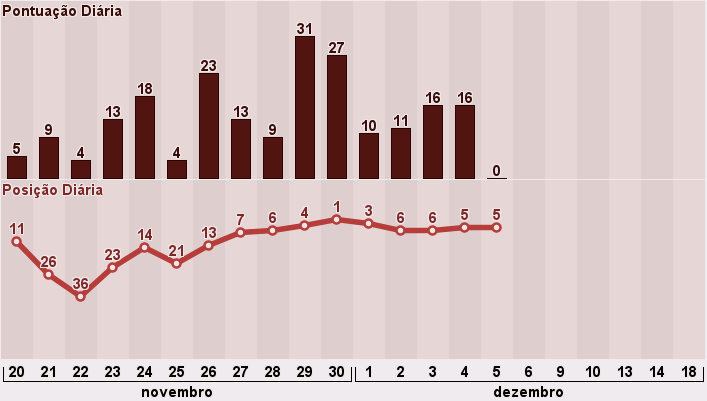 Pontuação Diária
5 9 4 13 18 4 23 13 9 31 27 10 11 16 16 0
Posição Diária
11 26 36 23 14 21 13 7 6 4 1 3 6 6 5 5
20 21 22 23 24 25 26 27 28 29 30 1 2 3 4 5 6 9 10 13 14 18
novembro dezembro